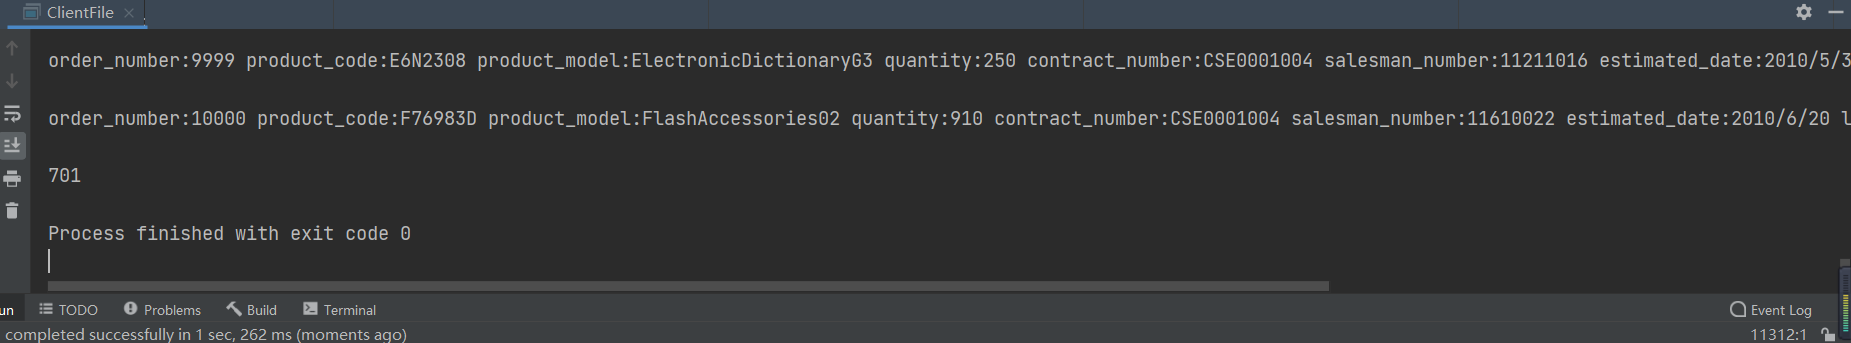 ClientFile
order_number:9999 product_code:E6N2308 product_model:ElectronicDictionaryG3 quantity:250 contract_number:CSE0001004 salesman_number:11211016 estimated_date:2010/5/3
order_number:10000 product_code:F76983D product_model:FlashAccessories02 quantity:910 contract_number:CSE0001004 salesman_number:11610022 estimated_date:2010/6/20 l
701
Process finished with exit code 0
un TODO Problems Build Terminal Event Log
completed successfully in 1 sec, 262 ms (moments ago) 11312:1